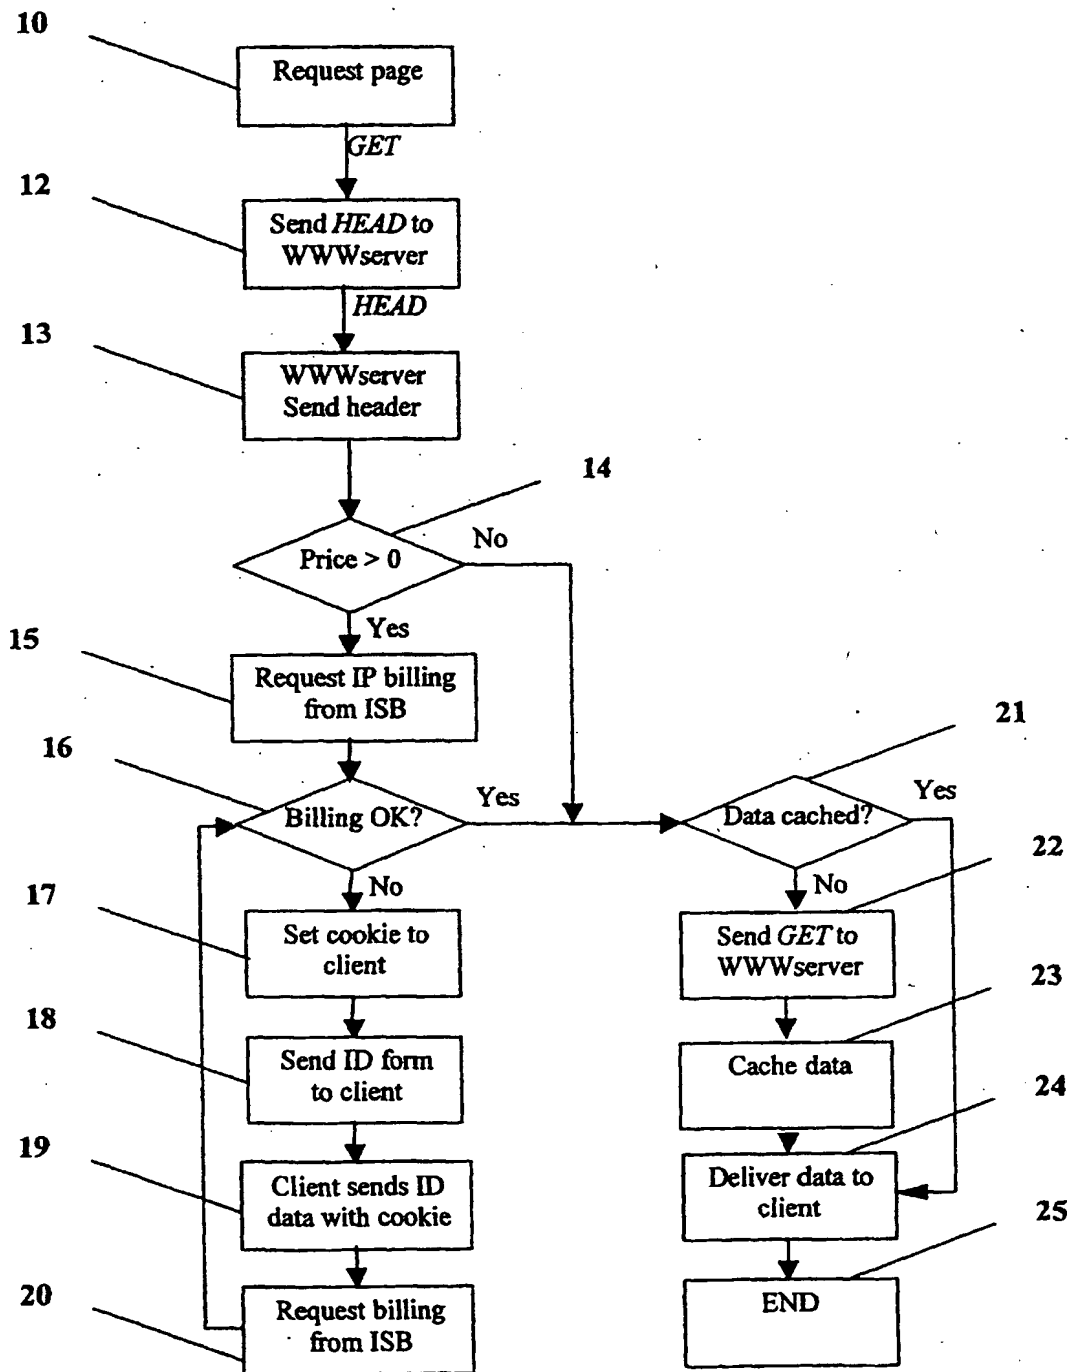 10
Request page
GET
12
Send HEAD to
WWWserver
HEAD
13
WWWserver
Send header
14
Price > 0
No
Yes
15
Request IP billing
from ISB
16
Billing OK?
Yes
21
Data cached?
Yes
No
17
Set cookie to
client
No
22
Send GET to
WWWserver
18
Send ID form
to client
23
Cache data
19
Client sends ID
data with cookie
24
Deliver data to
client
20
Request billing
from ISB
25
END